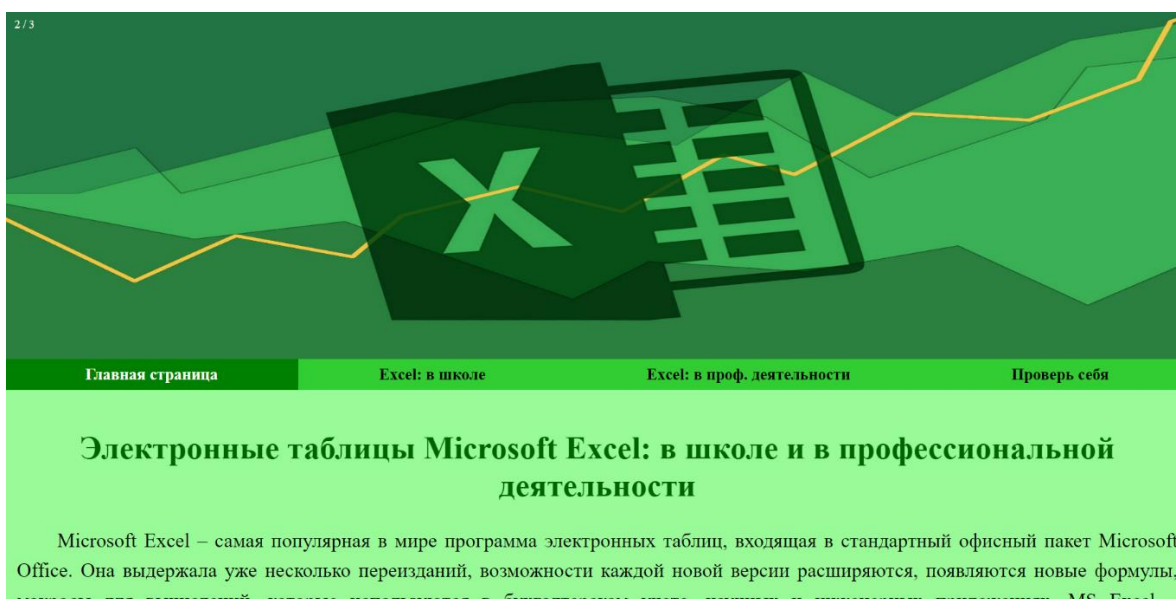 2 / 3
X
Главная страница Excel: в школе Excel: в проф. деятельности Проверь себя
Электронные таблицы Microsoft Excel: в школе и в профессиональной
деятельности
Microsoft Excel – самая популярная в мире программа электронных таблиц, входящая в стандартный офисный пакет Microsoft
Office. Она выдержала уже несколько переизданий, возможности каждой новой версии расширяются, появляются новые формулы,